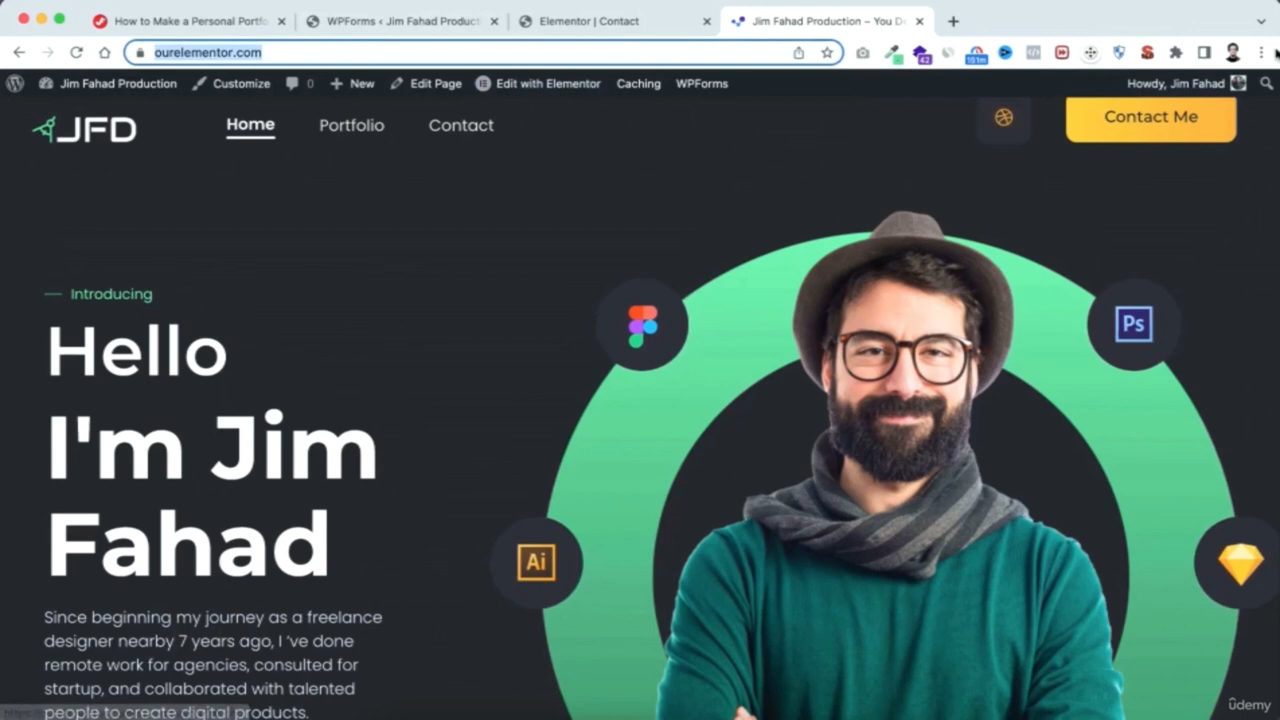 How to Make a Personal Portfo
WPForms ‹ Jim Fahad Product
Elementor | Contact
Jim Fahad Production – You De
ourelementor.com
42
151m
Jim Fahad Production
Customize
0
New
Edit Page
Edit with Elementor
Caching
WPForms
Howdy, Jim Fahad
JFD
Home
Portfolio
Contact
Contact Me
Introducing
Hello
I'm Jim
Fahad
Ps
Ai
Since beginning my journey as a freelance
designer nearby 7 years ago, I 've done
remote work for agencies, consulted for
startup, and collaborated with talented
people to create digital products.
ûdemy